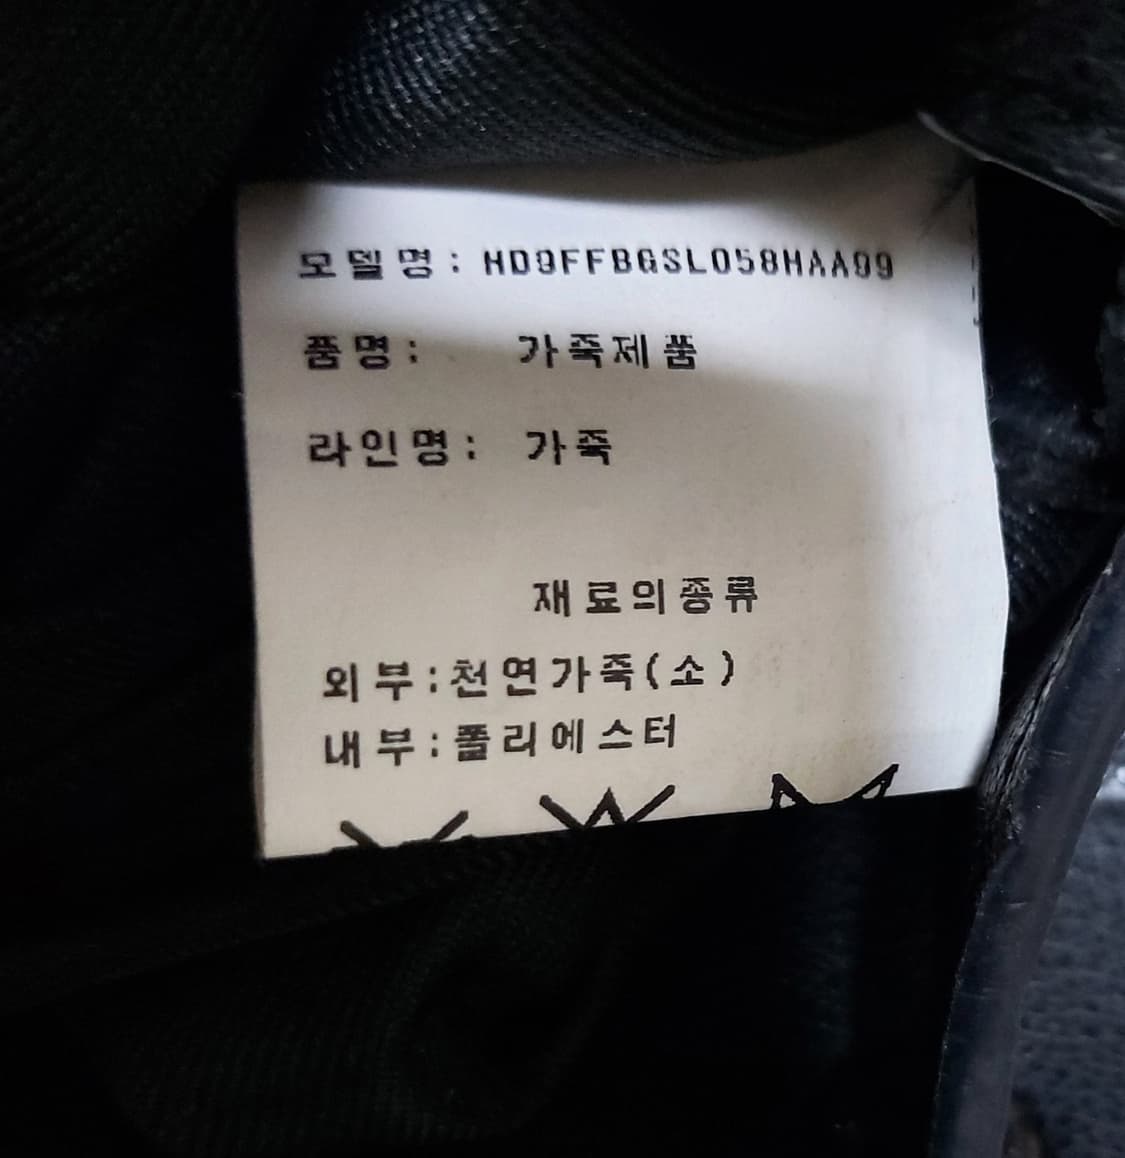 모델명: HD9FFBGSL058HAA99
품명: 가죽제품
라인명: 가죽
재료의종류
외부:천연가죽(소)
내부:폴리에스터